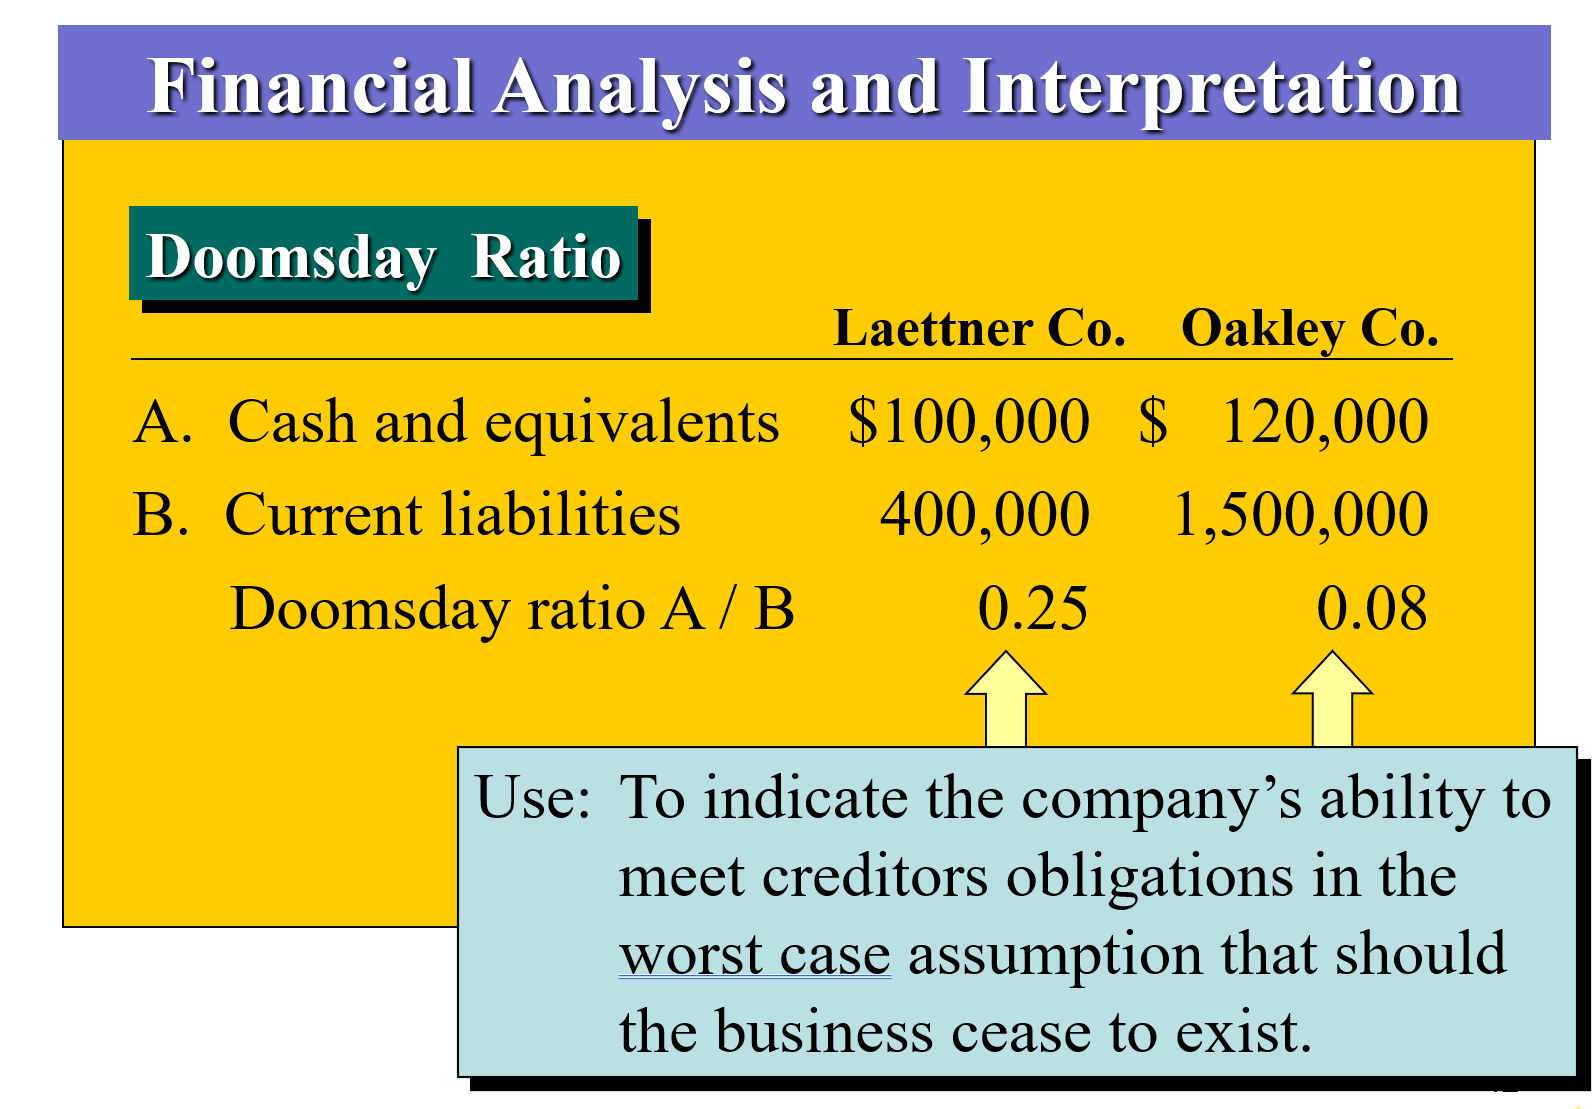 Financial Analysis and Interpretation
Doomsday Ratio
Laettner Co. Oakley Co.
A. Cash and equivalents $100,000 $ 120,000
B. Current liabilities 400,000 1,500,000
Doomsday ratio A / B 0.25 0.08
Use: To indicate the company’s ability to
meet creditors obligations in the
worst case assumption that should
the business cease to exist.